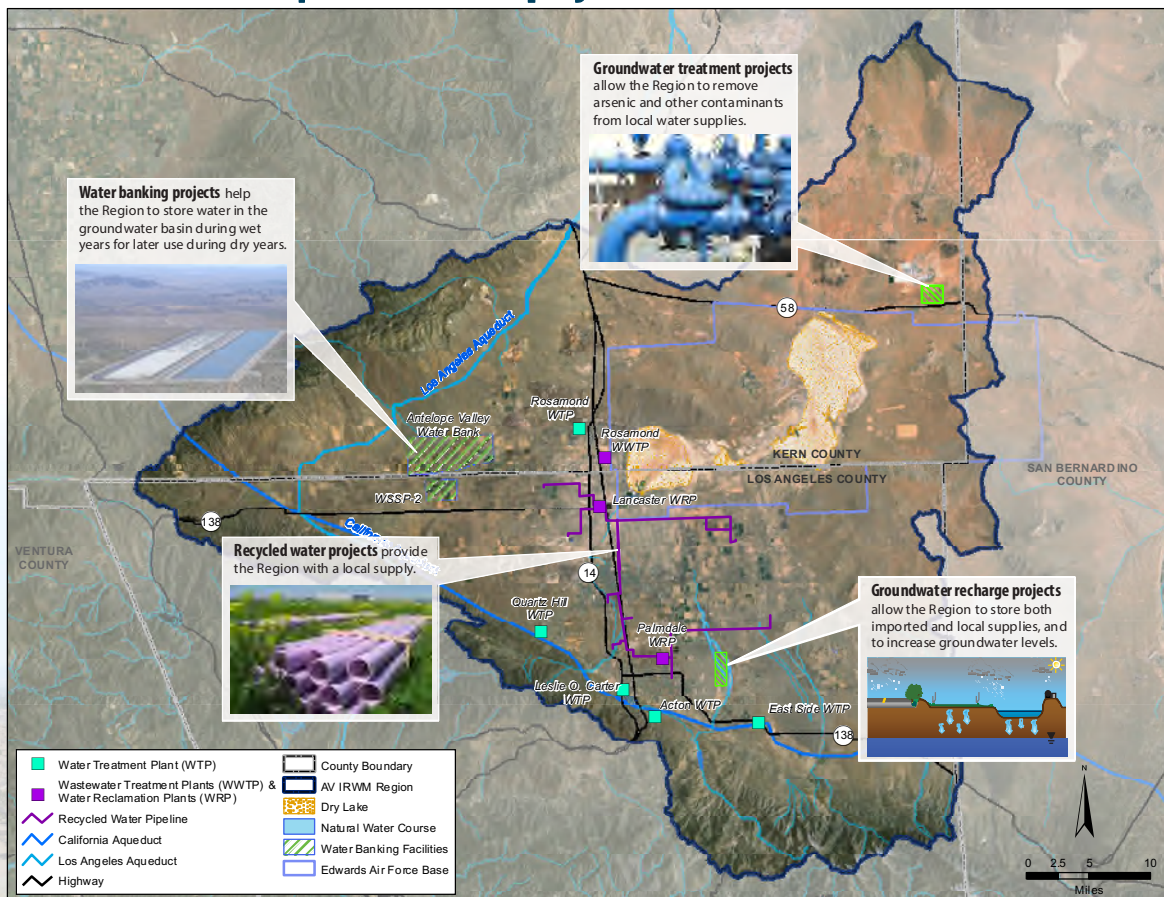 Groundwater treatment projects
allow the Region to remove
arsenic and other contaminants
from local water supplies.
Water banking projects help
the Region to store water in the
groundwater basin during wet
years for later use during dry years.
58
Los Angeles Aqueduct
Antelope Valley
Water Bank
Rosamond
WTP
Rosamond
WWTP
KERN COUNTY
LOS ANGELES COUNTY
SAN BERNARDINO
COUNTY
WSSP-2
Lancaster WRP
138
VENTURA
COUNTY
Recycled water projects provide
the Region with a local supply.
14
Groundwater recharge projects
allow the Region to store both
imported and local supplies, and
to increase groundwater levels.
Quartz Hill
WTP
Palmdale
WRP
Leslie O. Carter
WTP
Acton WTP
East Side WTP
138
Water Treatment Plant (WTP)
Wastewater Treatment Plants (WWTP) &
Water Reclamation Plants (WRP)
Recycled Water Pipeline
California Aqueduct
Los Angeles Aqueduct
Highway
County Boundary
AV IRWM Region
Dry Lake
Natural Water Course
Water Banking Facilities
Edwards Air Force Base
N
0 2.5 5 10
Miles